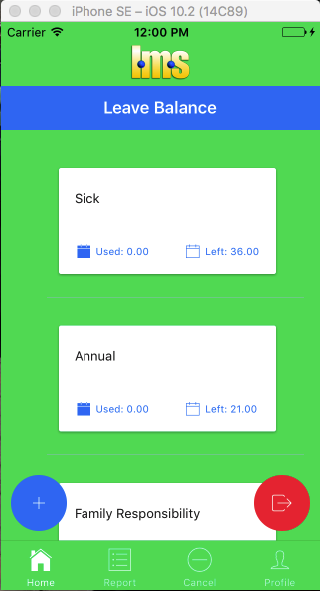 iPhone SE – iOS 10.2 (14C89)
Carrier 12:00 PM
lms
Leave Balance
Sick
Used: 0.00 Left: 36.00
Annual
Used: 0.00 Left: 21.00
Family Responsibility
Home Report Cancel Profile